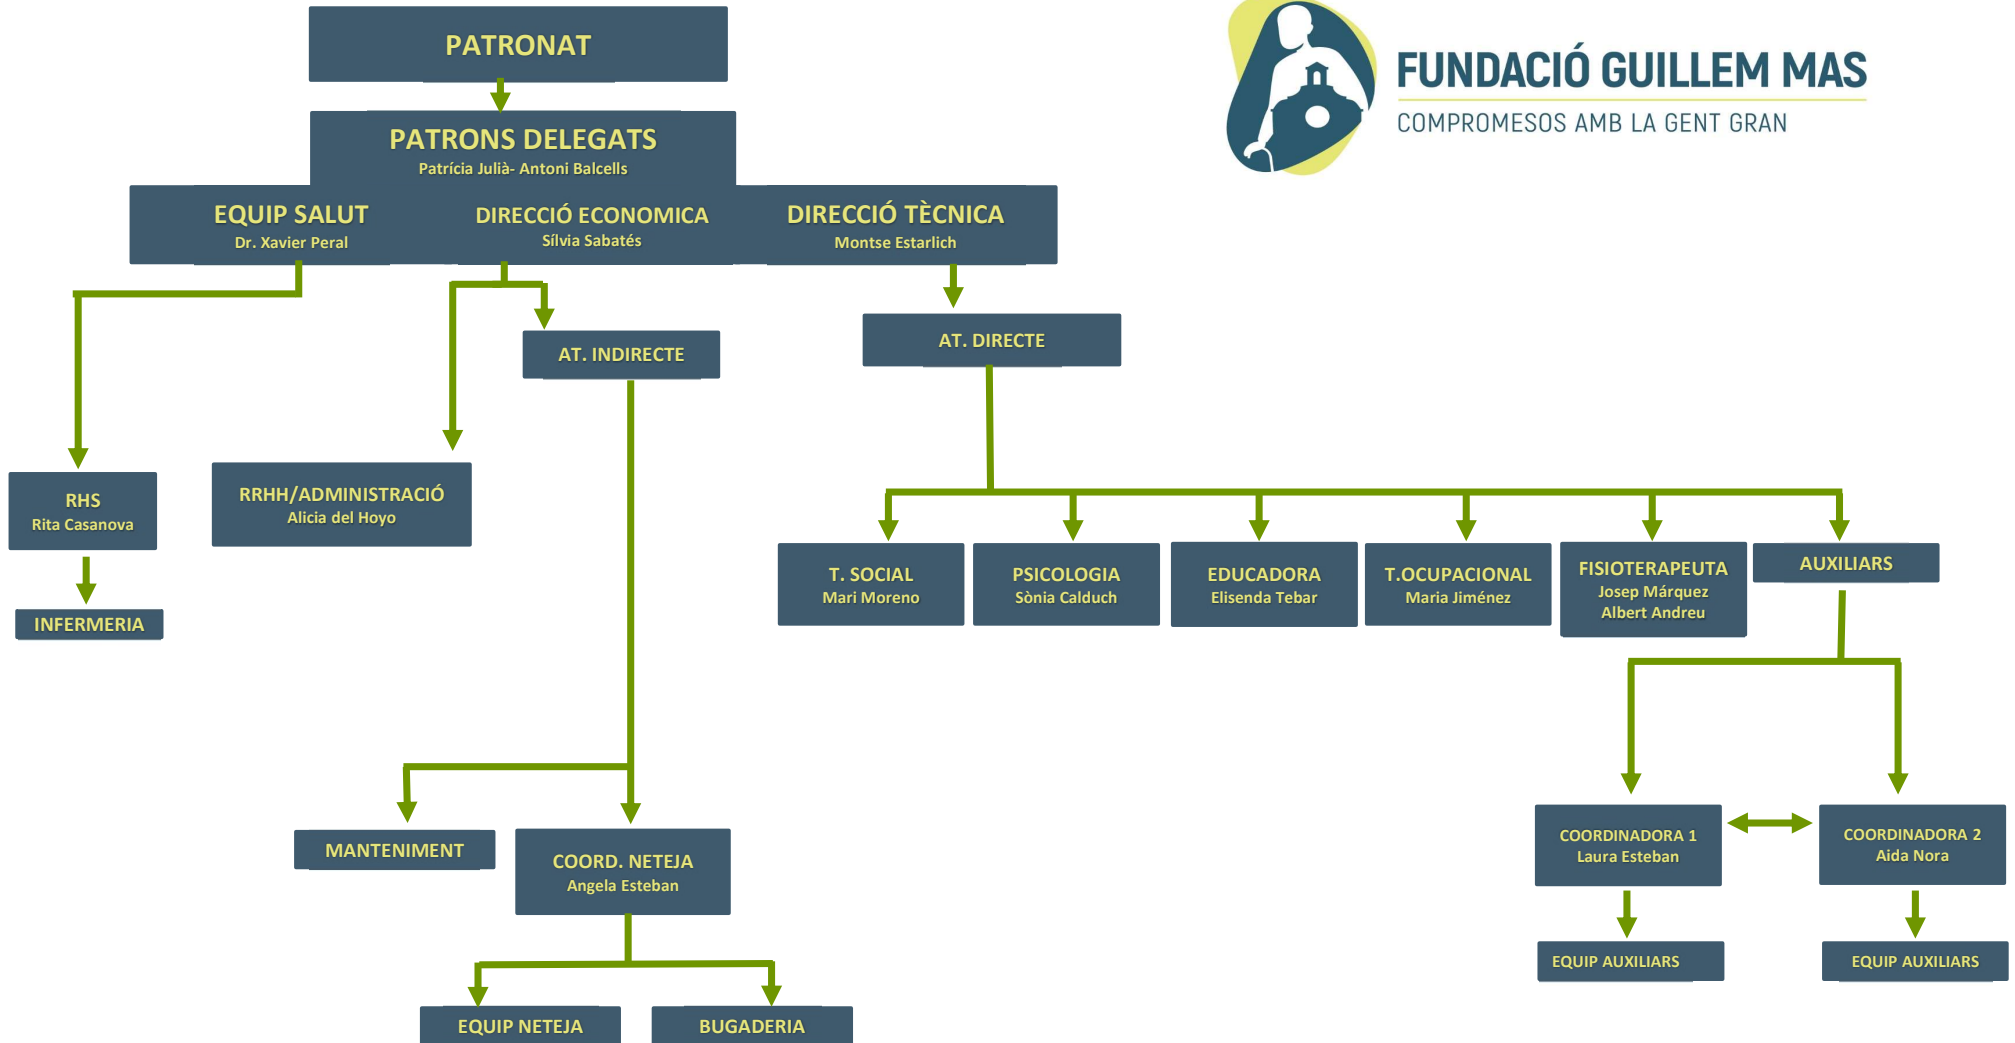 PATRONAT
FUNDACIÓ GUILLEM MAS
COMPROMESOS AMB LA GENT GRAN
PATRONS DELEGATS
Patrícia Julià- Antoni Balcells
EQUIP SALUT
Dr. Xavier Peral
DIRECCIÓ ECONOMICA
Sílvia Sabatés
DIRECCIÓ TÈCNICA
Montse Estarlich
AT. INDIRECTE
AT. DIRECTE
RHS
Rita Casanova
RRHH/ADMINISTRACIÓ
Alicia del Hoyo
INFERMERIA
T. SOCIAL
Mari Moreno
PSICOLOGIA
Sònia Calduch
EDUCADORA
Elisenda Tebar
T.OCUPACIONAL
Maria Jiménez
FISIOTERAPEUTA
Josep Márquez
Albert Andreu
AUXILIARS
MANTENIMENT
COORD. NETEJA
Angela Esteban
COORDINADORA 1
Laura Esteban
COORDINADORA 2
Aida Nora
EQUIP AUXILIARS
EQUIP AUXILIARS
EQUIP NETEJA
BUGADERIA